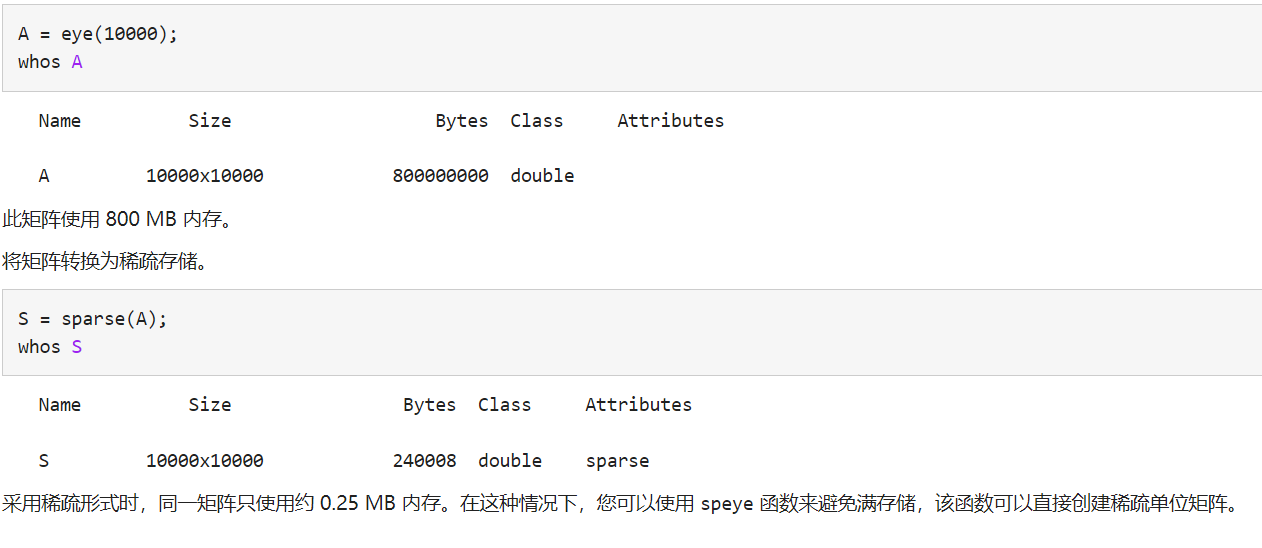 A = eye(10000);
whos A
Name Size Bytes Class Attributes
A 10000x10000 800000000 double
此矩阵使用 800 MB 内存。
将矩阵转换为稀疏存储。
S = sparse(A);
whos S
Name Size Bytes Class Attributes
S 10000x10000 240008 double sparse
采用稀疏形式时，同一矩阵只使用约 0.25 MB 内存。在这种情况下，您可以使用 speye 函数来避免满存储，该函数可以直接创建稀疏单位矩阵。